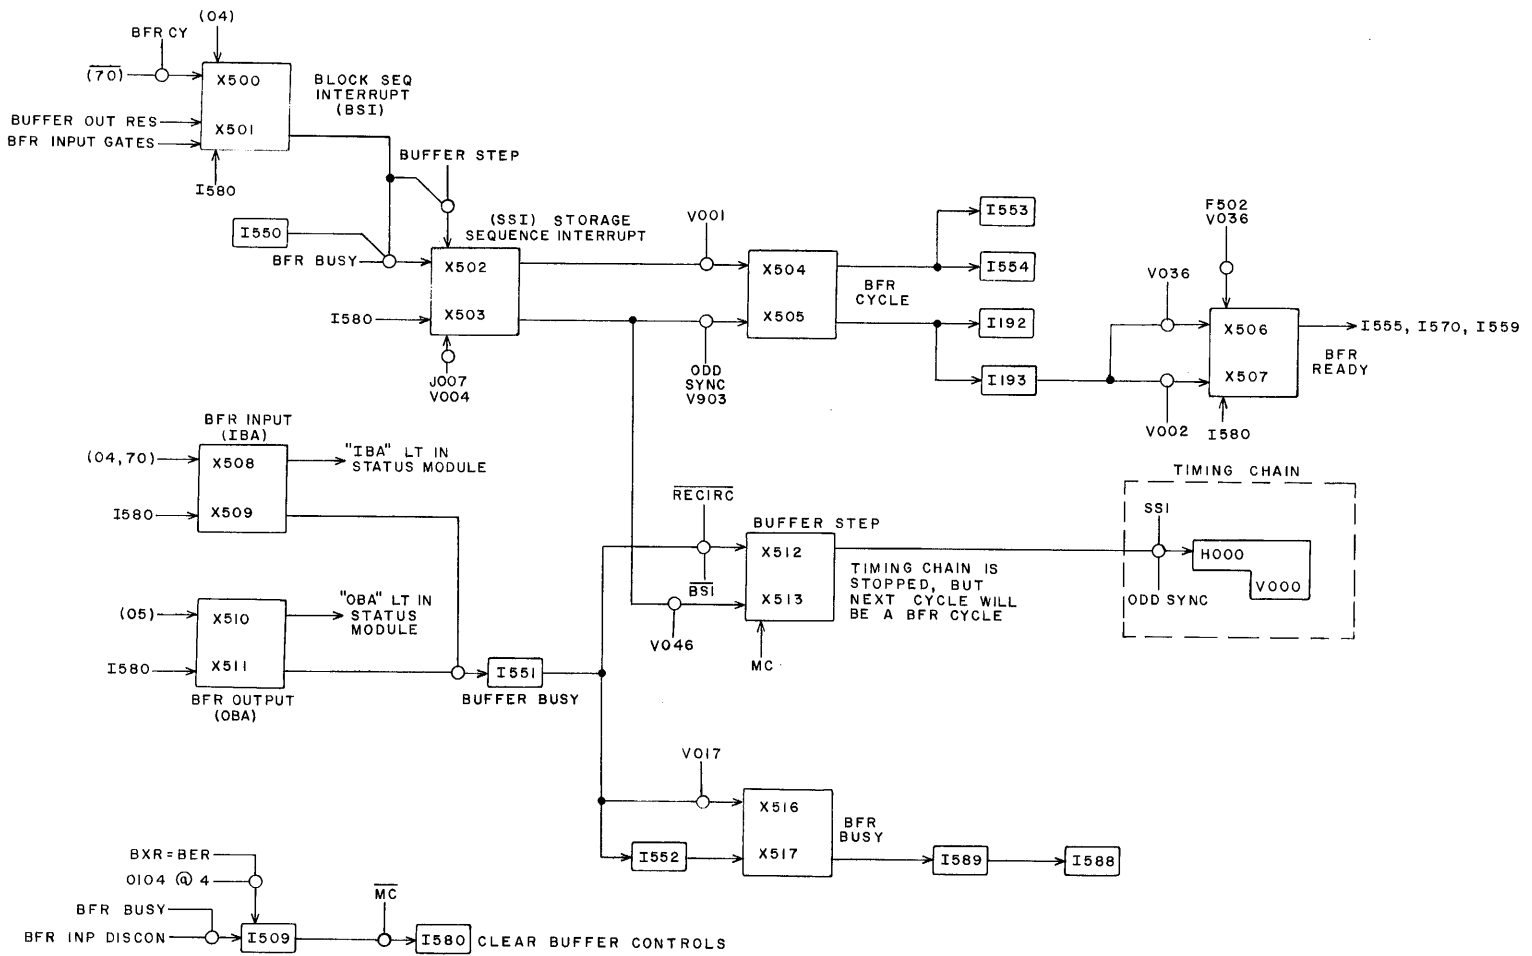 (04)
BFR CY
(70)
X500
X501
BLOCK SEQ
INTERRUPT
(BSI)
BUFFER OUT RES
BFR INPUT GATES
I580
BUFFER STEP
I550
BFR BUSY
(SSI) STORAGE
SEQUENCE INTERRUPT
X502
X503
I580
J007
V004
V001
ODD
SYNC
V903
X504
X505
BFR
CYCLE
I553
I554
I192
I193
F502
V036
V036
X506
X507
V002
I580
I555, I570, I559
BFR
READY
BFR INPUT
(IBA)
(04,70)
X508
X509
I580
"IBA" LT IN
STATUS MODULE
(05)
X510
X511
I580
"OBA" LT IN
STATUS
MODULE
BFR OUTPUT
(OBA)
I551
BUFFER BUSY
RECIRC
BSI
V046
BUFFER STEP
X512
X513
MC
TIMING CHAIN IS
STOPPED, BUT
NEXT CYCLE WILL
BE A BFR CYCLE
TIMING CHAIN
SSI
H000
V000
ODD SYNC
V017
X516
X517
BFR
BUSY
I552
I589
I588
BXR=BER
0104 @ 4
BFR BUSY
BFR INP DISCON
I509
MC
I580
CLEAR BUFFER CONTROLS